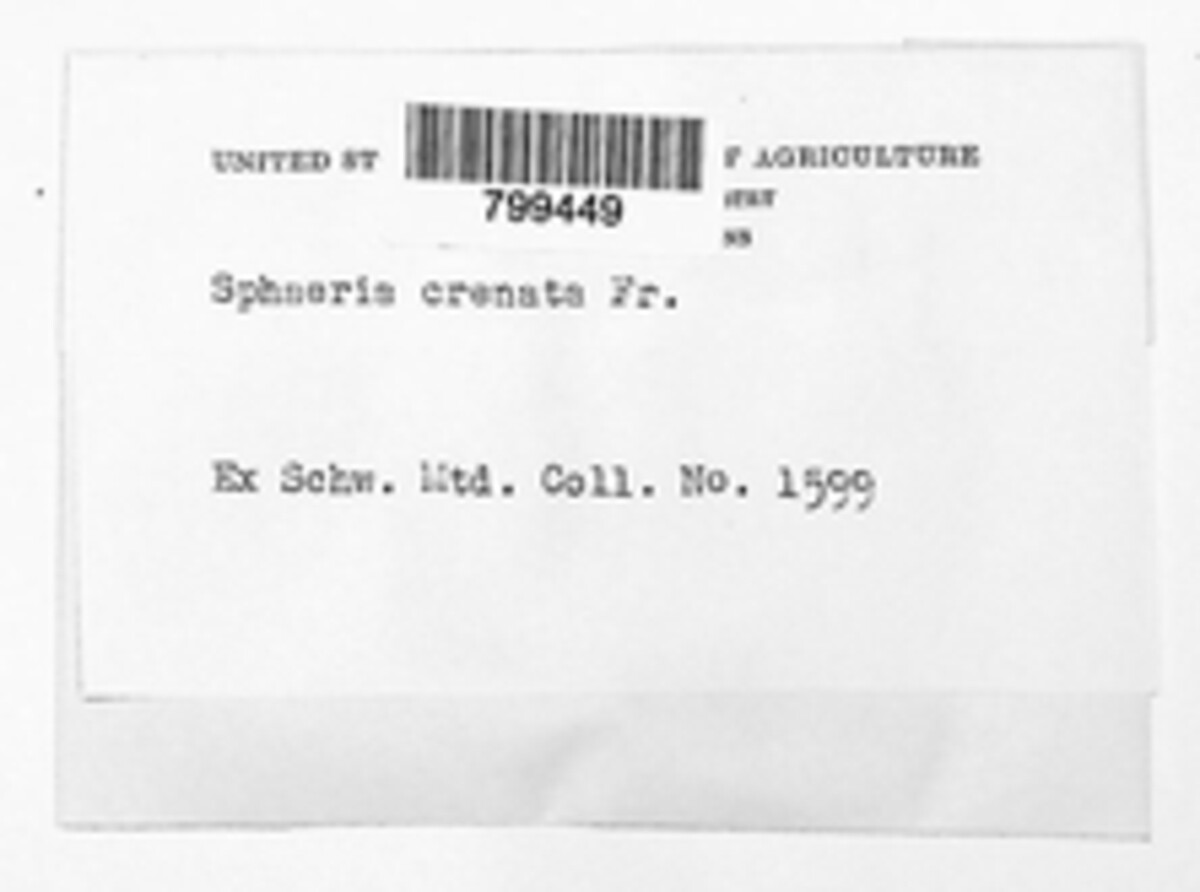 UNITED ST F AGRICULTURE
799449
Sphaeria crenata Fr.
Ex Schw. Mtd. Coll. No. 1599